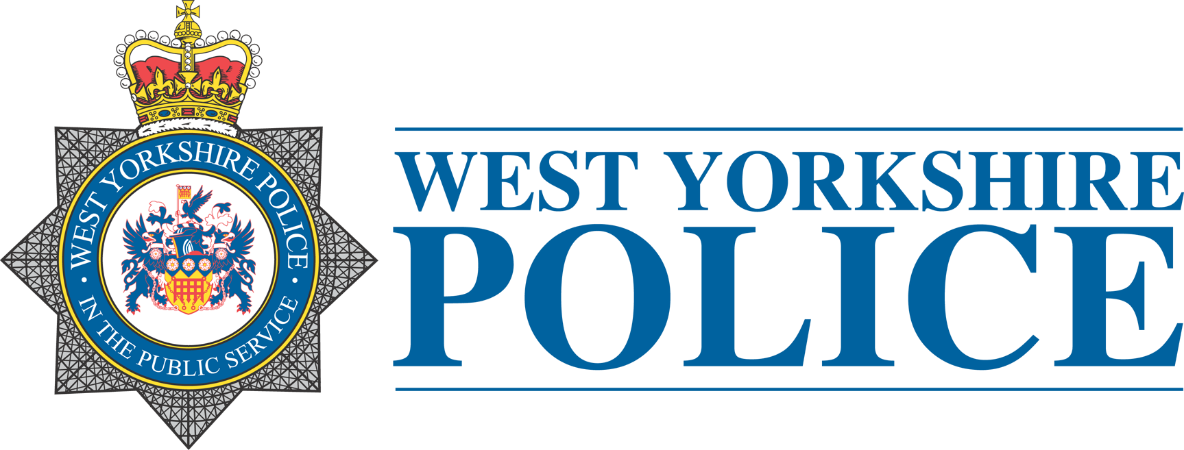 WEST YORKSHIRE POLICE
IN THE PUBLIC SERVICE
WEST YORKSHIRE
POLICE